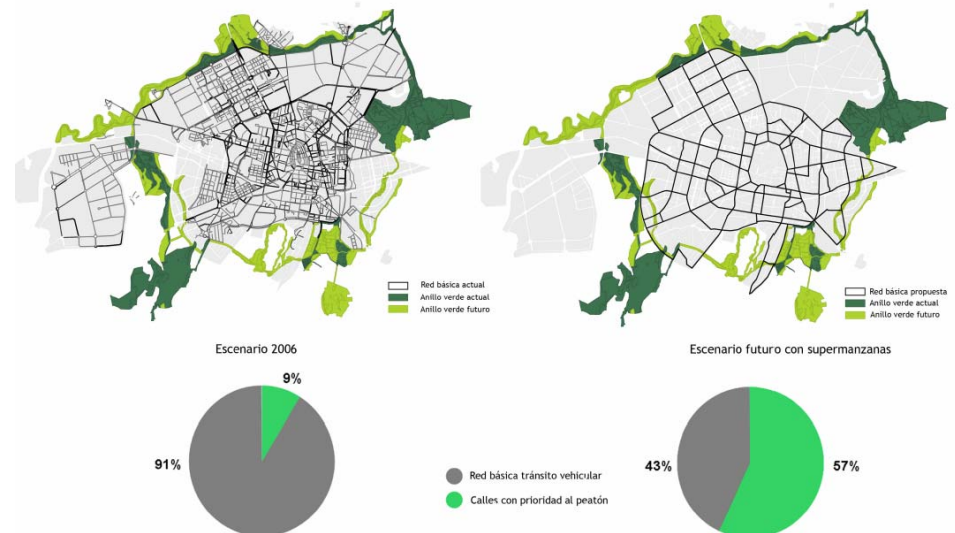 Red básica actual
Anillo verde actual
Anillo verde futuro
Red básica propuesta
Anillo verde actual
Anillo verde futuro
Escenario 2006
Escenario futuro con supermanzanas
9%
91%
43%
57%
Red básica tránsito vehicular
Calles con prioridad al peatón